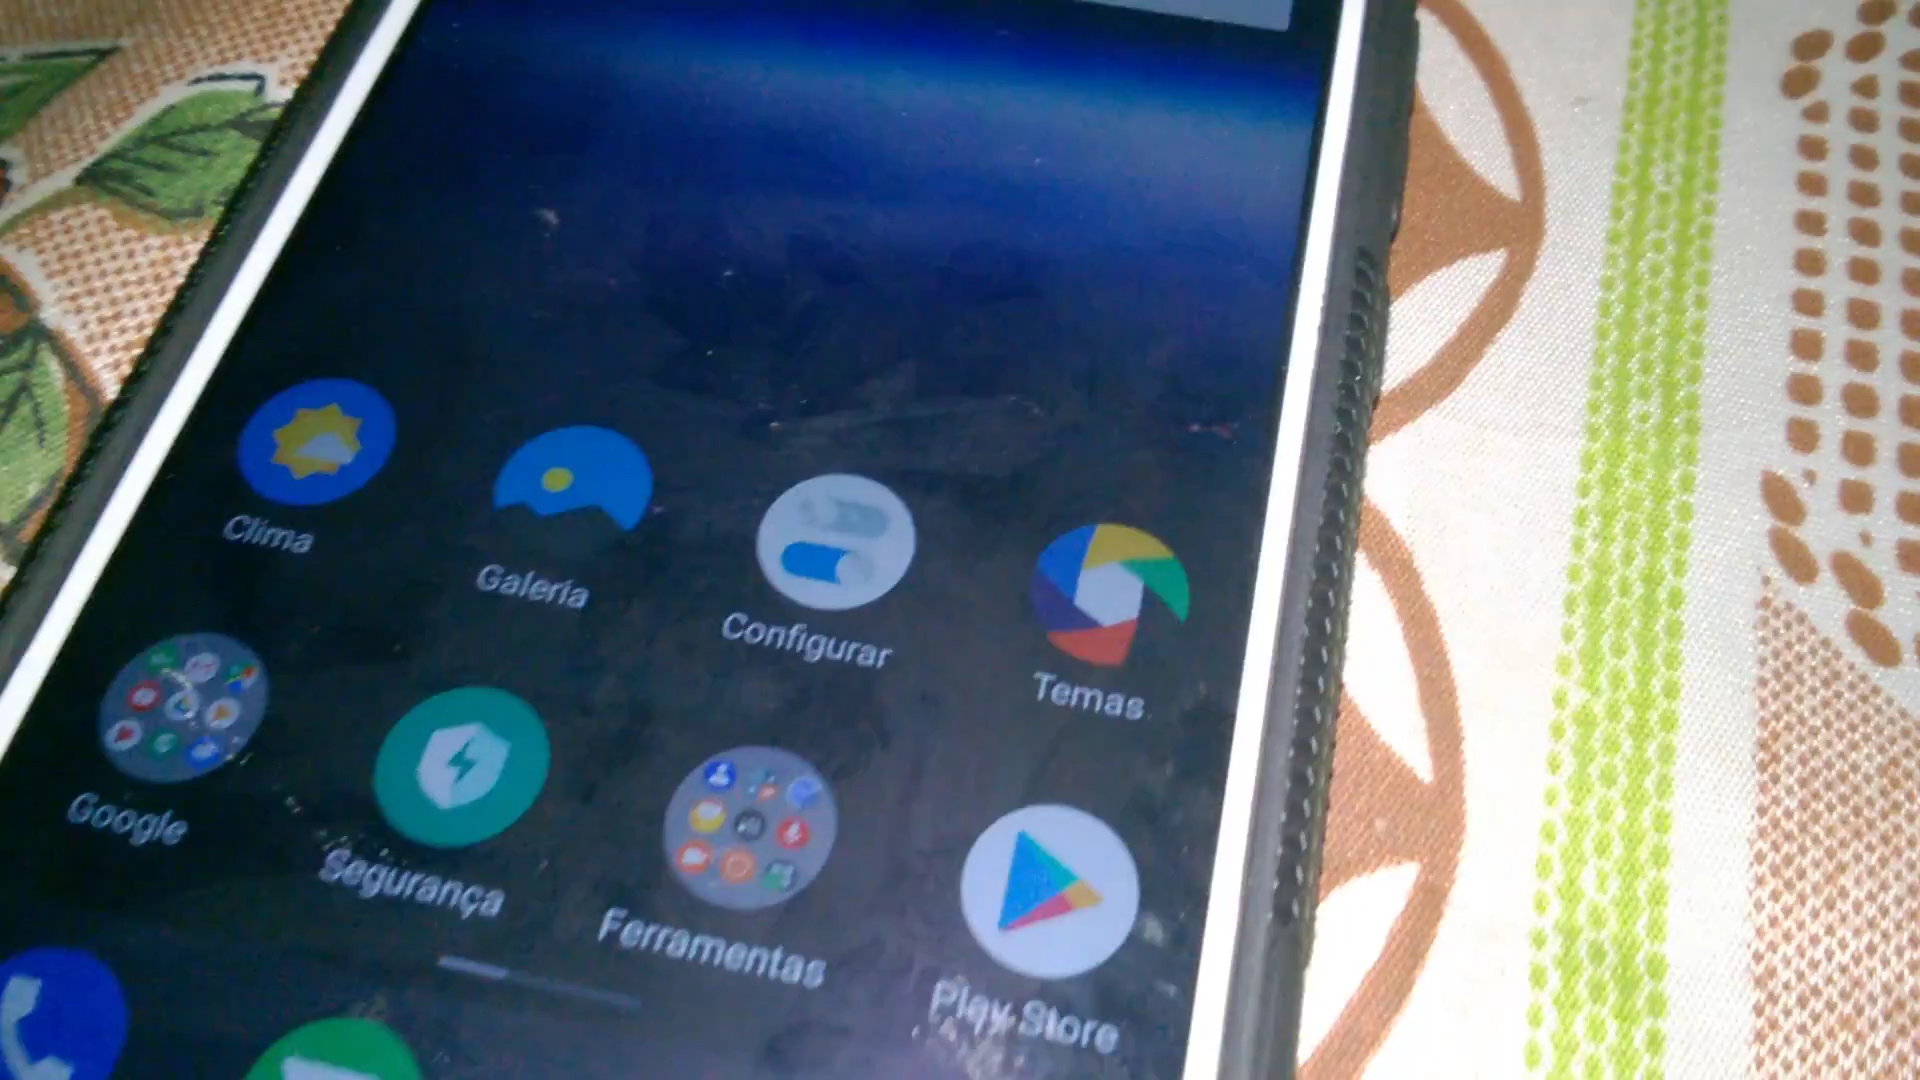 Clima
Galeria
Configurar
Temas
Google
Segurança
Ferramentas
Play Store